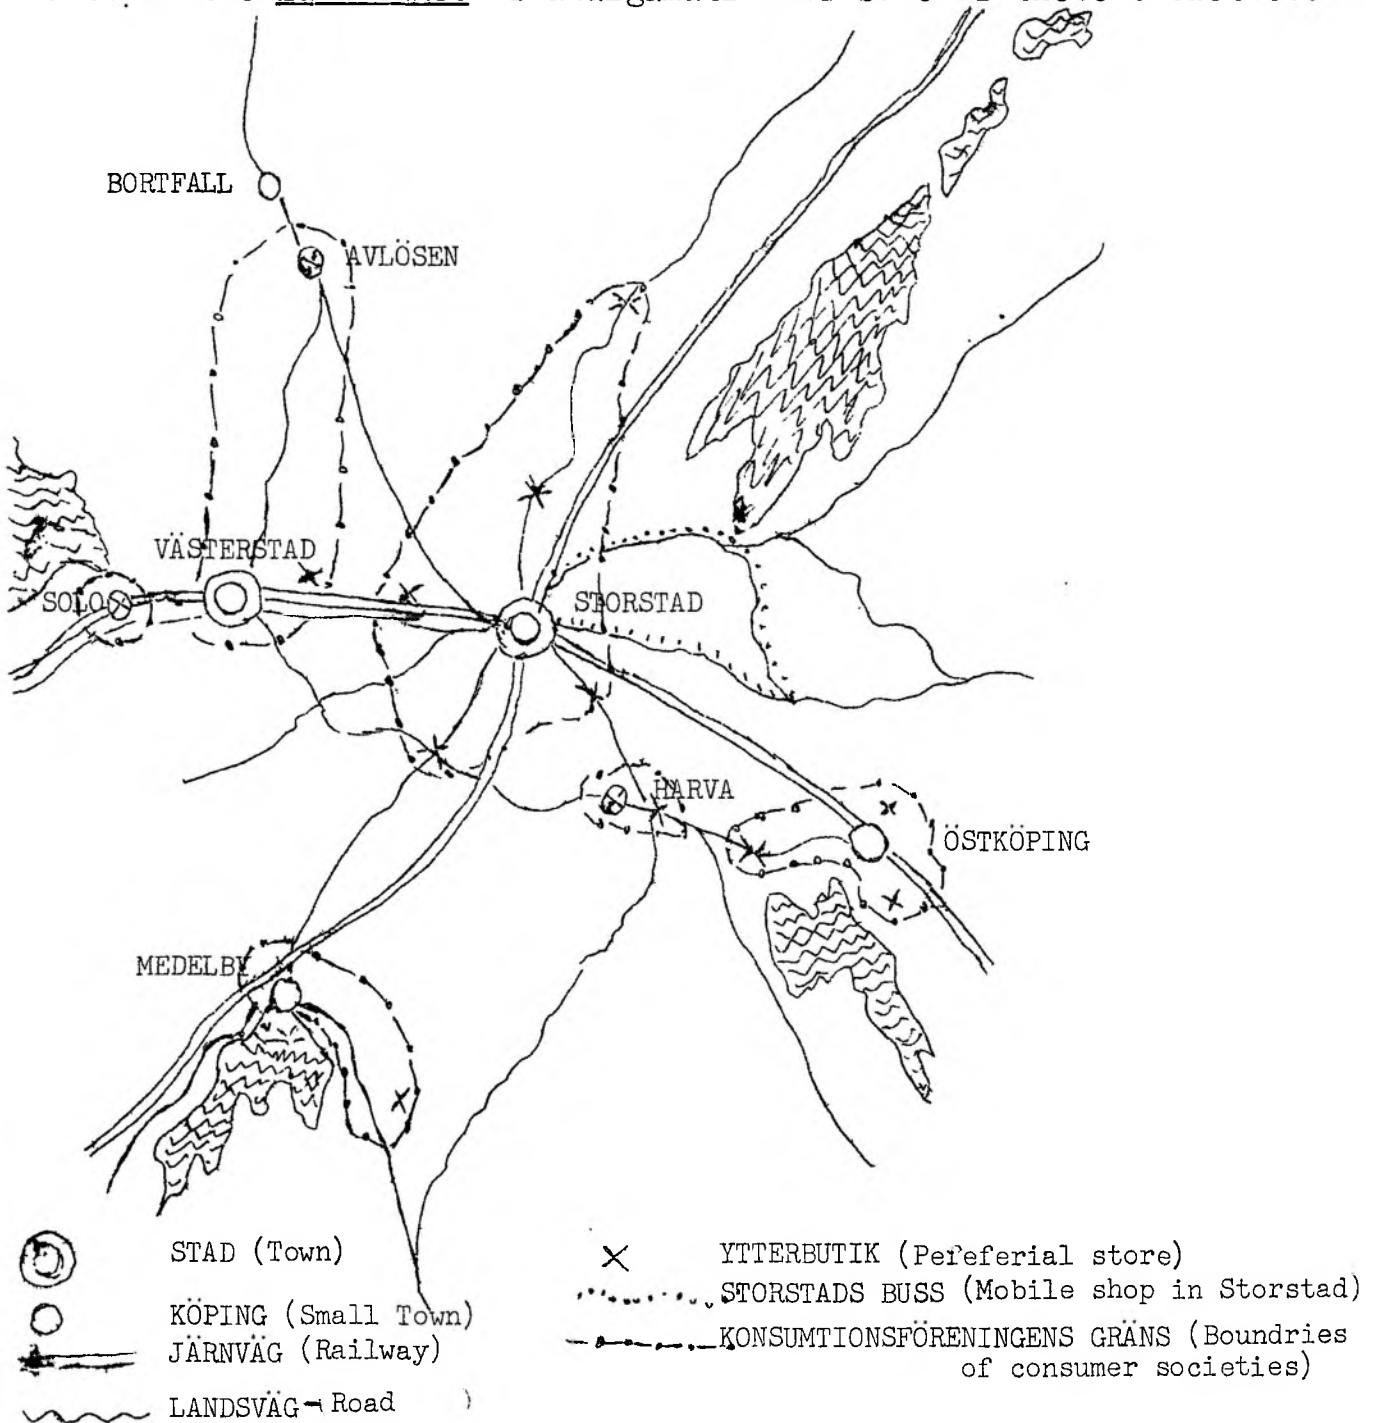 BORTFALL
AVLÖSEN
VÄSTERSTAD
SOLO
STORSTAD
HARVA
ÖSTKÖPING
MEDELBY
STAD (Town)
KÖPING (Small Town)
JÄRNVÄG (Railway)
LANDSVÄG - Road )
YTTERBUTIK (Pereferial store)
STORSTADS BUSS (Mobile shop in Storstad)
KONSUMTIONSFÖRENINGENS GRÄNS (Boundries
of consumer societies)